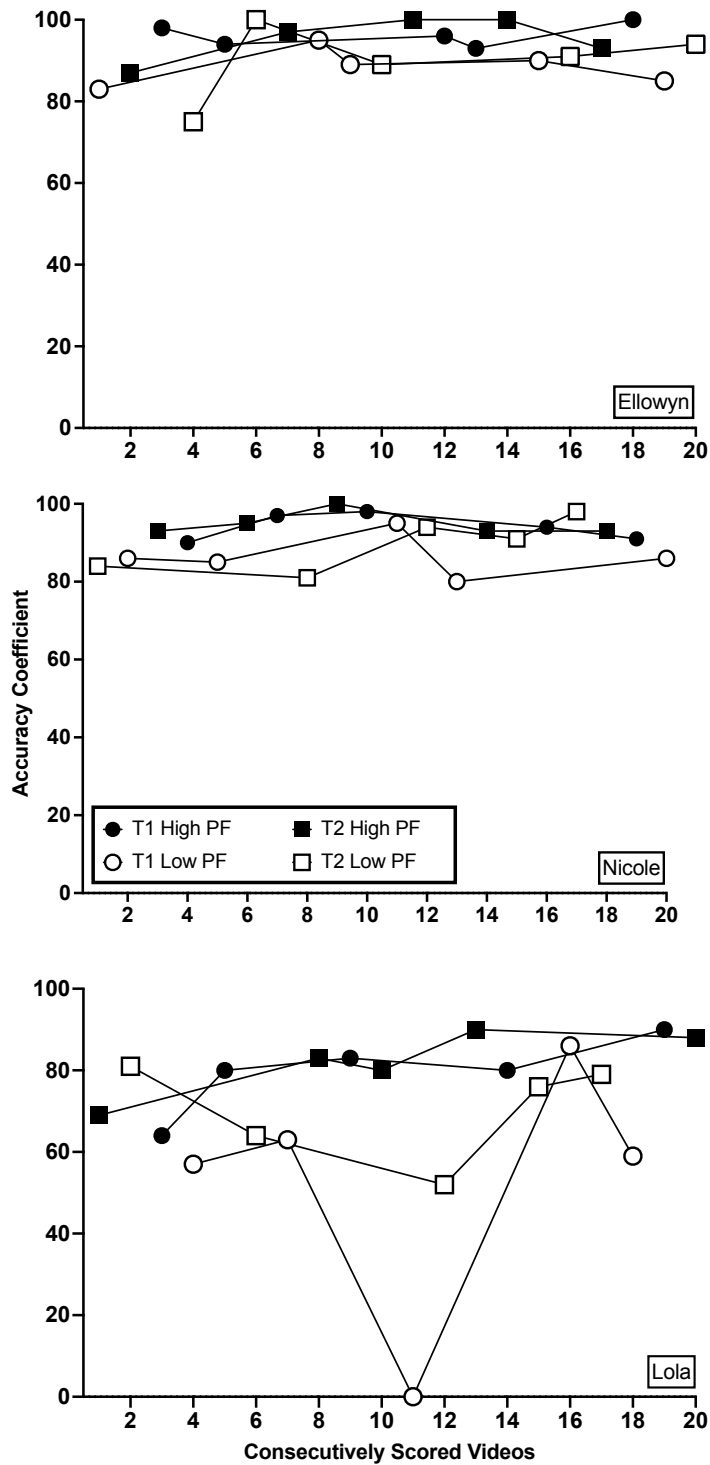 100
80
60
40
20
0
Ellowyn
2 4 6 8 10 12 14 16 18 20
100
80
60
40
20
0
Accuracy Coefficient
T1 High PF T2 High PF
T1 Low PF T2 Low PF
Nicole
2 4 6 8 10 12 14 16 18 20
100
80
60
40
20
0
Lola
2 4 6 8 10 12 14 16 18 20
Consecutively Scored Videos